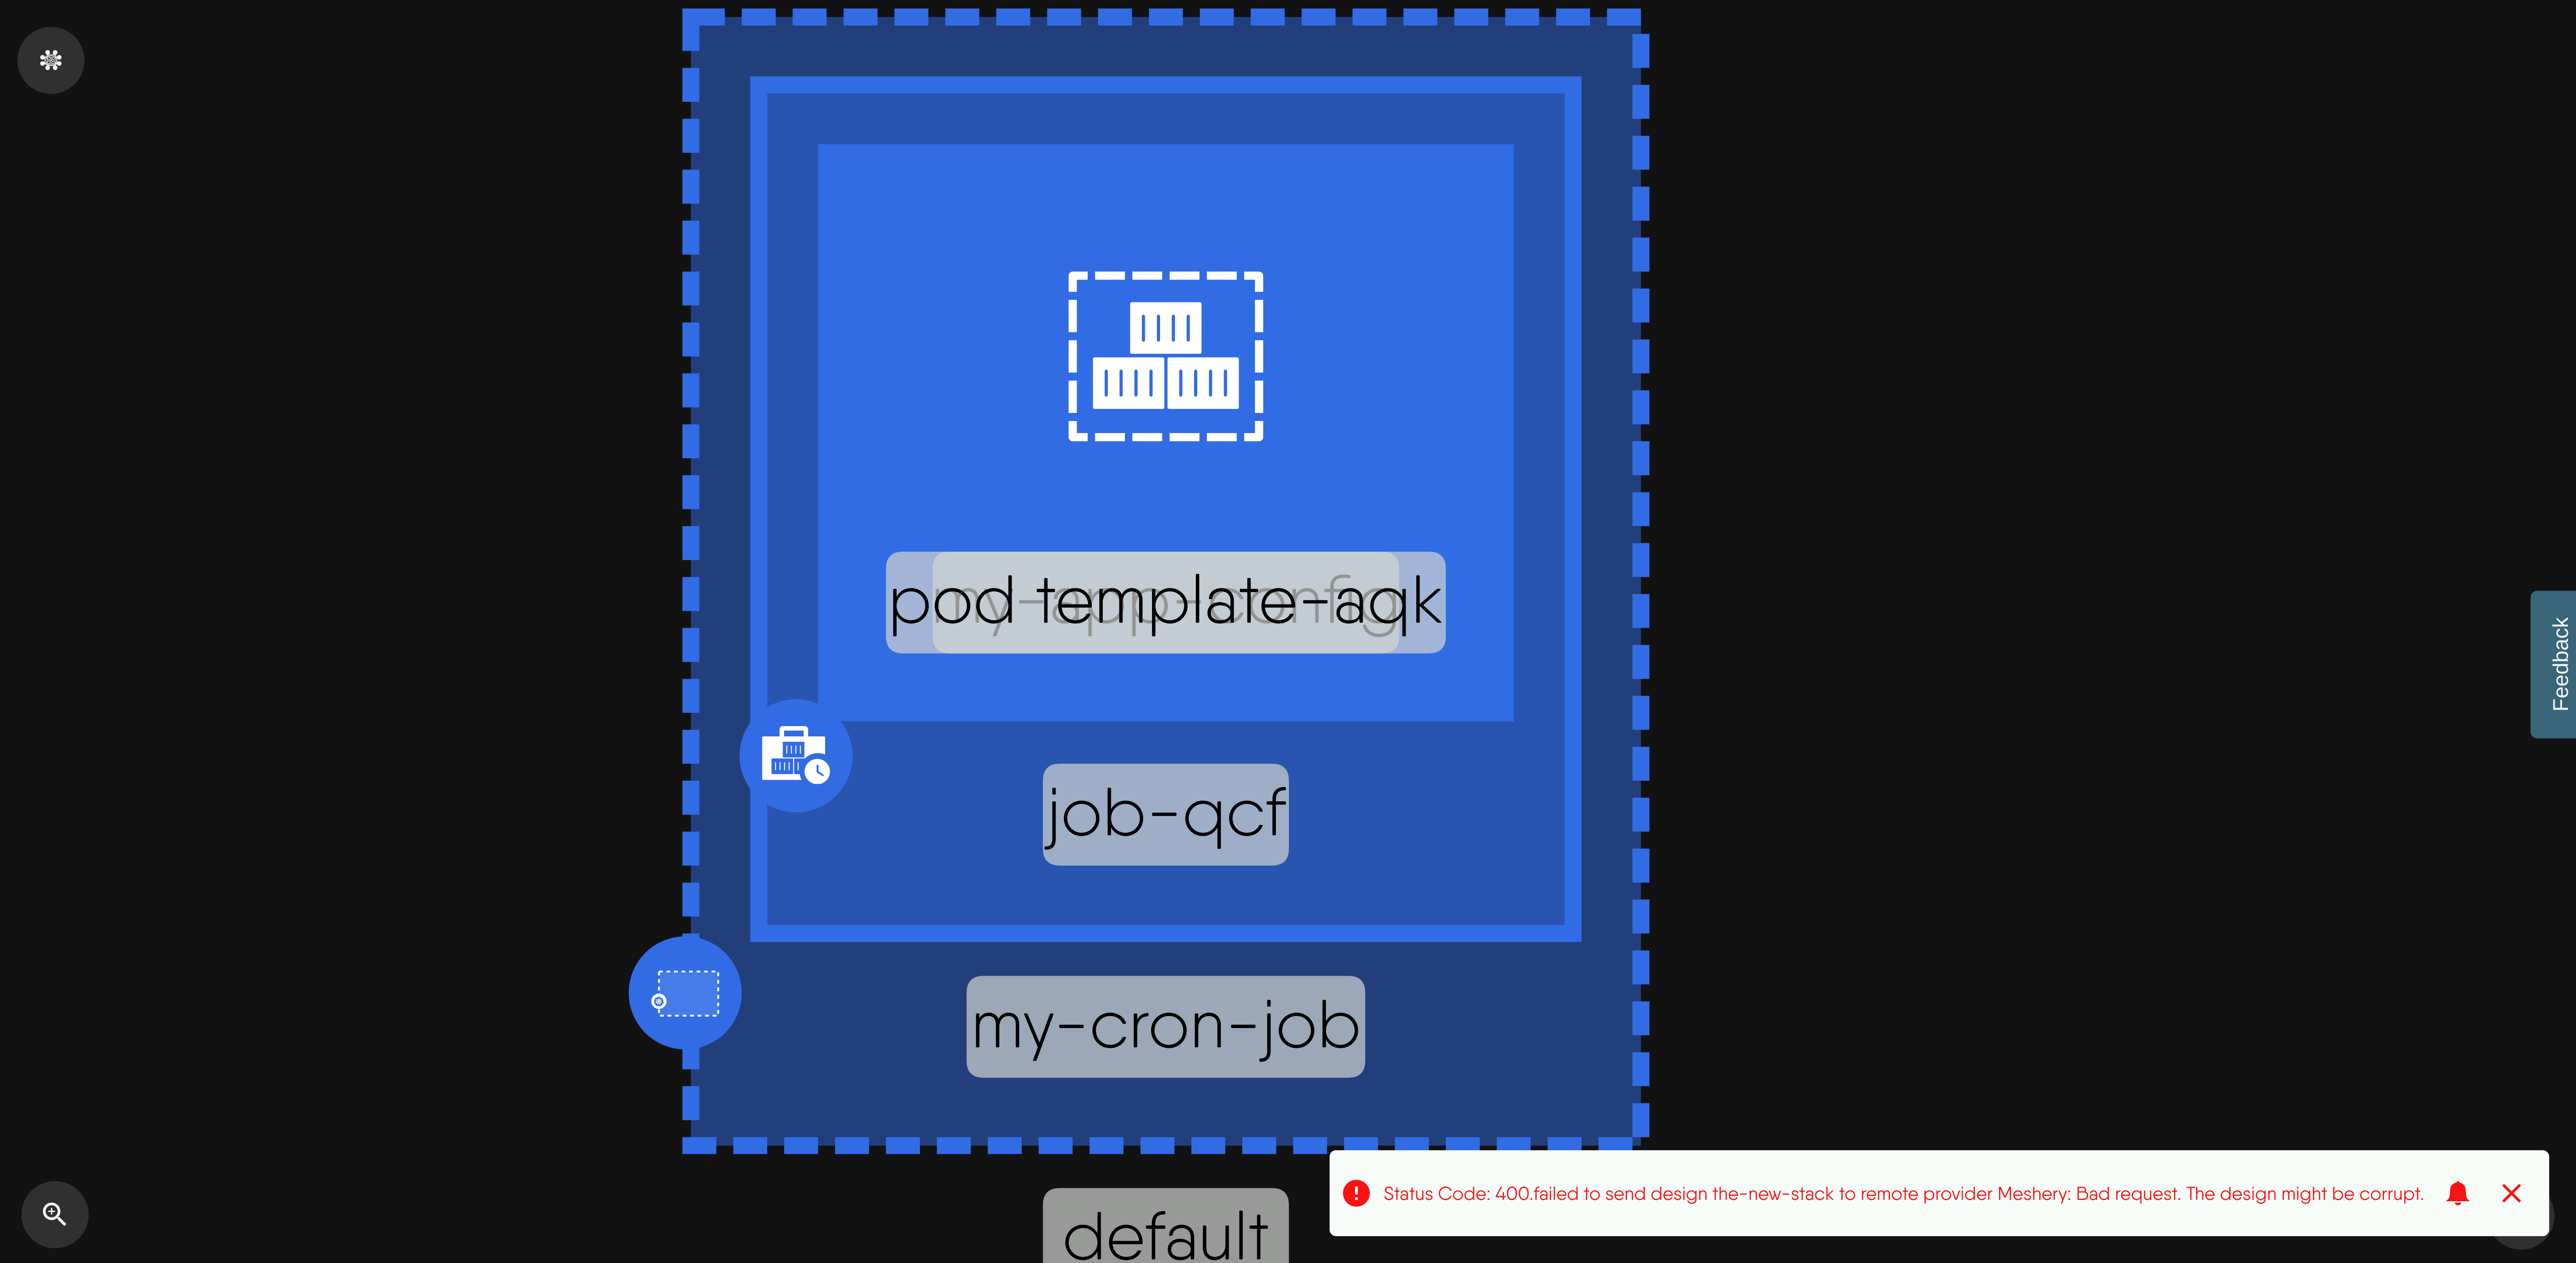 my-app-config
pod-template-aqk
job-qcf
my-cron-job
default
Feedback
Status Code: 400.failed to send design the-new-stack to remote provider Meshery: Bad request. The design might be corrupt.